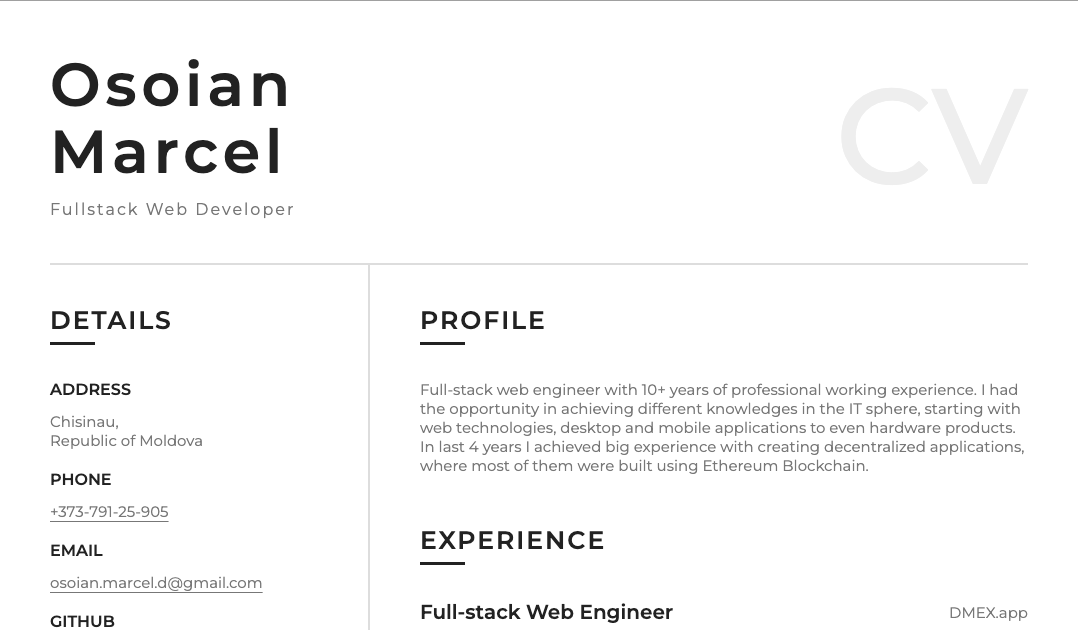 Osoian
Marcel
Fullstack Web Developer
CV
DETAILS
ADDRESS
Chisinau,
Republic of Moldova
PHONE
+373-791-25-905
EMAIL
osoian.marcel.d@gmail.com
GITHUB
PROFILE
Full-stack web engineer with 10+ years of professional working experience. I had
the opportunity in achieving different knowledges in the IT sphere, starting with
web technologies, desktop and mobile applications to even hardware products.
In last 4 years I achieved big experience with creating decentralized applications,
where most of them were built using Ethereum Blockchain.
EXPERIENCE
Full-stack Web Engineer
DMEX.app